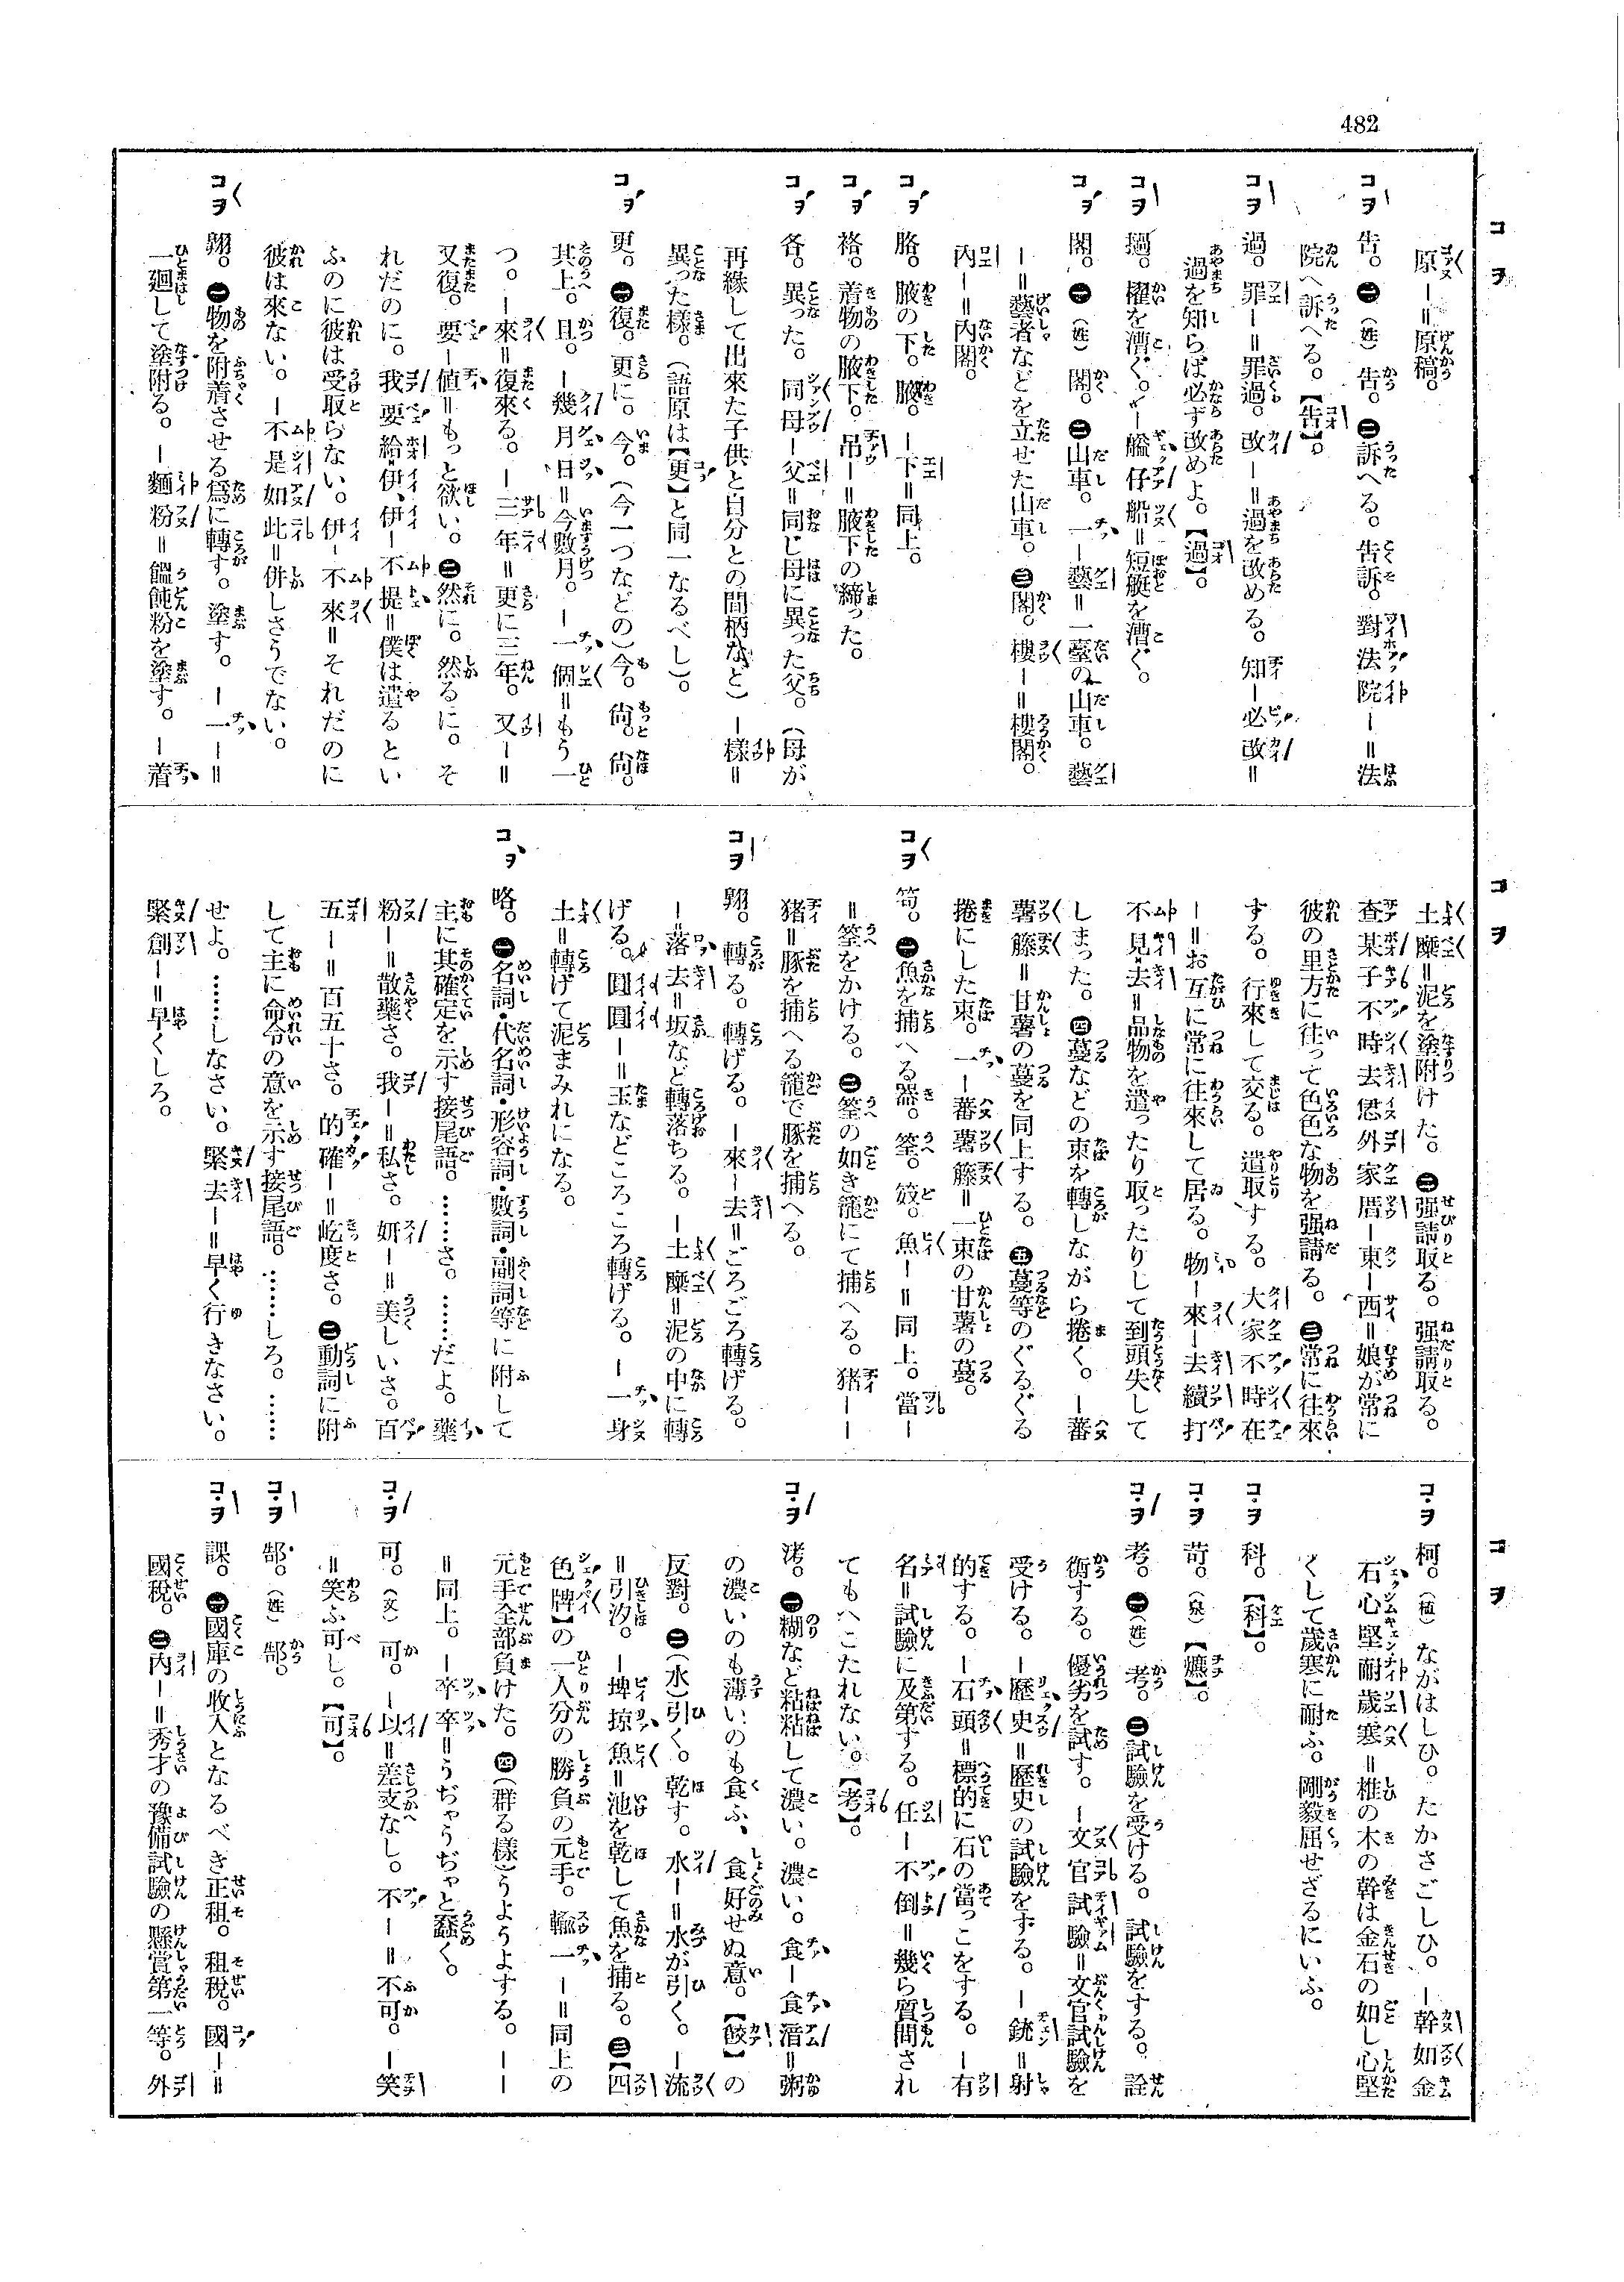 482
コヲ
原ー＝原稿。
コヲ 告。㊀（姓）告。㊁訴へる。告訴。對法院ー＝法
院へ訴へる。【告】。
コヲ 過。罪ー＝罪過。改ー＝過を改める。知ー必改＝
過を知らば必ず改めよ。【過】。
コヲ 撾。櫂を漕ぐ。ー艋仔船＝短艇を漕ぐ。
コヲ 閣。㊀（姓）閣。㊁山車。一ー藝＝一臺の山車。藝
ー＝藝者などを立せた山車。㊂閣。樓ー＝樓閣。
內ー＝內閣。
コヲ 胳。腋の下。腋。ー下＝同上。
コヲ 袼。着物の腋下。吊ー＝腋下の締った。
コヲ 各。異った。同母ー父＝同じ母に異った父。（母が
再緣して出來た子供と自分との間柄など）ー樣＝
異った樣。（語原は【更】と同一なるべし）。
コヲ 更。㊀復。更に。今。（今一つなどの）今。尙。尙。
其上。且。ー幾月日＝今數月。ー一個＝もう一
つ。ー來＝復來る。ー三年＝更に三年。又ー＝
又復。要ー値＝もっと欲い。㊁然に。然るに。そ
れだのに。我要給伊、伊ー不提＝僕は遣るとい
ふのに彼は受取らない。伊ー不來＝それだのに
彼は來ない。ー不是如此＝併しさうでない。
コヲ 翱。㊀物を附着させる爲に轉す。塗す。ー一ー＝
一廻して塗附る。ー麵粉＝饂飩粉を塗す。ー着
コヲ
土糜＝泥を塗附けた。㊁强請取る。强請取る。
查某子不時去㥯外家厝ー東ー西＝娘が常に
彼の里方に往って色色な物を强請る。㊂常に往來
する。行來して交る。遣取する。大家不時在
ー＝お互に常に往來して居る。物ー來ー去續打
不見去＝品物を遣ったり取ったりして到頭失して
しまった。㊃蔓などの束を轉しながら捲く。ー蕃
薯籐＝甘薯の蔓を同上する。㊄蔓等のぐるぐる
捲にした束。一ー蕃薯籐＝一束の甘薯の蔓。
コヲ 笱。㊀魚を捕へる器。筌。笯。魚ー＝同上。當ー
＝筌をかける。㊁筌の如き籠にて捕へる。猪ーー
猪＝豚を捕へる籠で豚を捕へる。
コヲ 翱。轉る。轉げる。ー來ー去＝ごろごろ轉げる。
ー落去＝坂など轉落ちる。ー土糜＝泥の中に轉
げる。圓圓ー＝玉などころころ轉げる。ー一身
土＝轉げて泥まみれになる。
コヲ 咯。㊀名詞・代名詞・形容詞・數詞・副詞等に附して
主に其確定を示す接尾語。……さ。……だよ。藥
粉ー＝散藥さ。我ー＝私さ。妍ー＝美しいさ。百
五ー＝百五十さ。的確ー＝屹度さ。㊁動詞に附
して主に命令の意を示す接尾語。……しろ。……
せよ。……しなさい。緊去ー＝早く行きなさい。
緊創ー＝早くしろ。
コヲ
コ・ヲ 柯。（植）ながはしひ。たかさごしひ。ー幹如金
石心堅耐歲寒＝椎の木の幹は金石の如し心堅
くして歲寒に耐ふ。剛毅屈せざるにいふ。
コ・ヲ 科。【科】。
コ・ヲ 苛。（泉）【㾱】。
コ・ヲ 考。㊀（姓）考。㊁試驗を受ける。試驗をする。詮
衡する。優劣を試す。ー文官試驗＝文官試驗を
受ける。ー歷史＝歷史の試驗をする。ー銃＝射
的する。ー石頭＝標的に石の當っこをする。ー有
名＝試驗に及第する。任ー不倒＝幾ら質問され
てもへこたれない。【考】。
コ・ヲ 洘。㊀糊など粘粘して濃い。濃い。食ー食潘＝粥
の濃いのも薄いのも食ふ、食好せぬ意。【餃】の
反對。㊁（水）引く。乾す。水ー＝水が引く。ー流
＝引汐。ー埤掠魚＝池を乾して魚を捕る。㊂【四
色牌】の一人分の勝負の元手。輸一ー＝同上の
元手全部負けた。㊃（群る樣）うようよする。ーー
＝同上。ー卒卒＝うぢゃうぢゃと蠢く。
コ・ヲ 可。（文）可。ー以＝差支なし。不ー＝不可。ー笑
＝笑ふ可し。【可】。
コ・ヲ 郜。（姓）郜。
コ・ヲ 課。㊀國庫の收入となるべき正租。租稅。國ー＝
國稅。㊁內ー＝秀才の豫備試驗の懸賞第一等。外